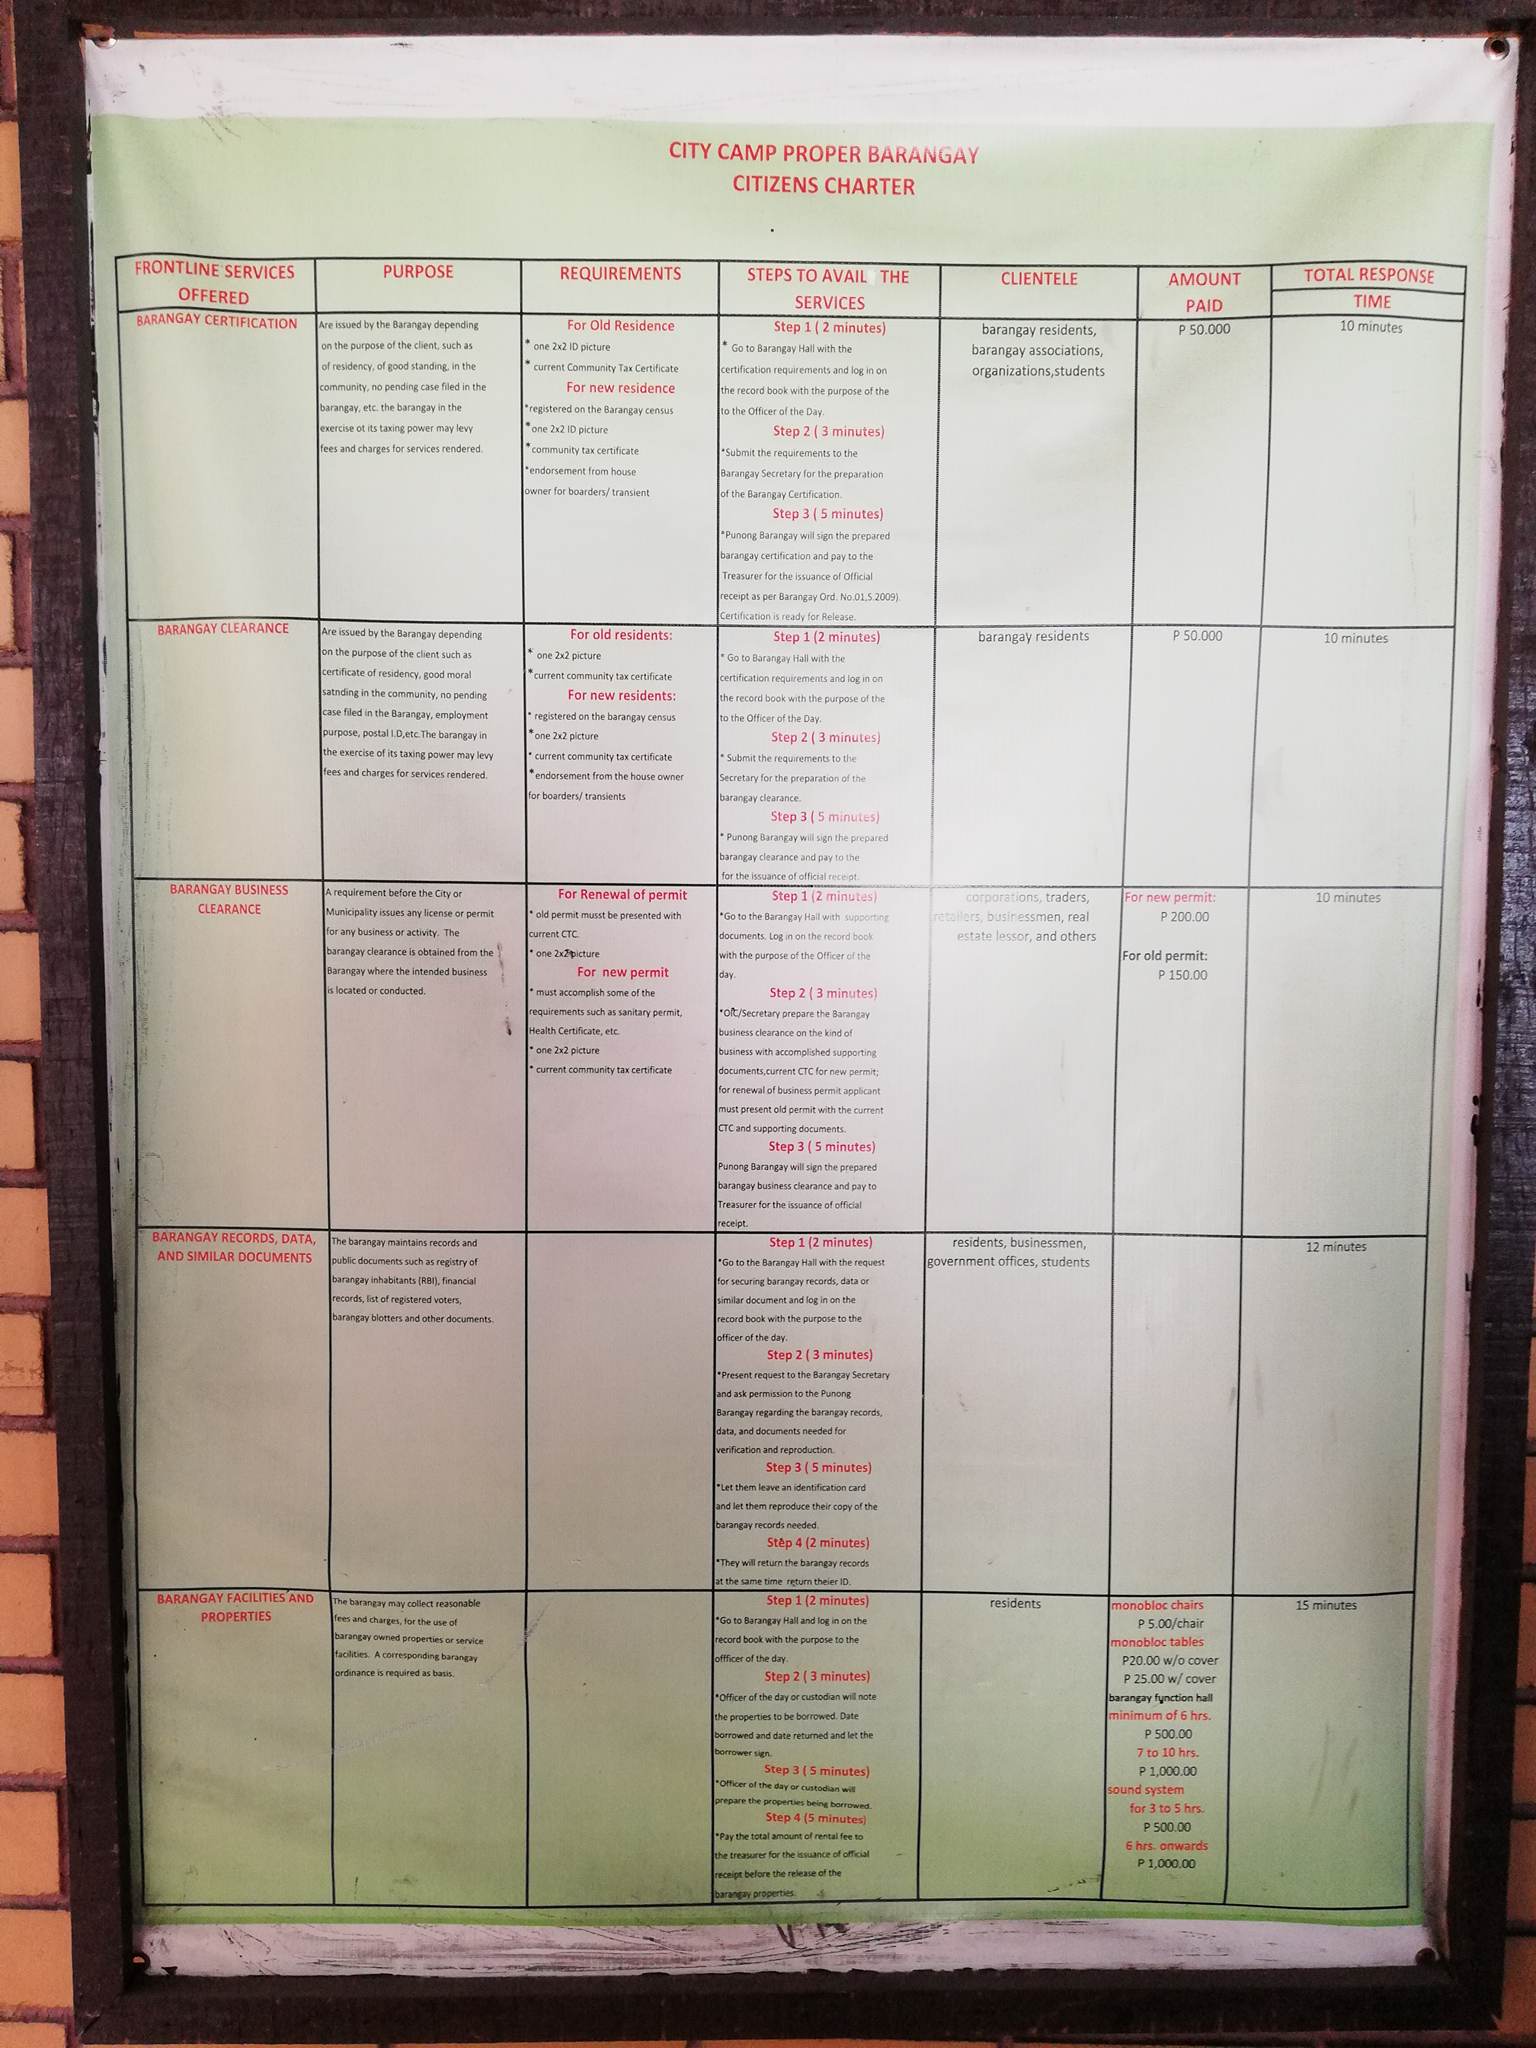 CITY CAMP PROPER BARANGAY
CITIZENS CHARTER
FRONTLINE SERVICES
OFFERED
PURPOSE
REQUIREMENTS
STEPS TO AVAIL THE
SERVICES
CLIENTELE
AMOUNT
PAID
TOTAL RESPONSE
TIME
BARANGAY CERTIFICATION
Are issued by the Barangay depending
on the purpose of the client, such as
of residency, of good standing, in the
community, no pending case filed in the
barangay, etc. the barangay in the
exercise ot its taxing power may levy
fees and charges for services rendered.
For Old Residence
* one 2x2 ID picture
* current Community Tax Certificate
For new residence
*registered on the Barangay census
*one 2x2 ID picture
*community tax certificate
*endorsement from house
owner for boarders/ transient
Step 1 ( 2 minutes)
* Go to Barangay Hall with the
certification requirements and log in on
the record book with the purpose of the
to the Officer of the Day.
Step 2 ( 3 minutes)
*Submit the requirements to the
Barangay Secretary for the preparation
of the Barangay Certification.
Step 3 ( 5 minutes)
*Punong Barangay will sign the prepared
barangay certification and pay to the
Treasurer for the issuance of Official
receipt as per Barangay Ord. No.01,S.2009).
Certification is ready for Release.
barangay residents,
barangay associations,
organizations,students
P 50.000
10 minutes
BARANGAY CLEARANCE
Are issued by the Barangay depending
on the purpose of the client such as
certificate of residency, good moral
satnding in the community, no pending
case filed in the Barangay, employment
purpose, postal I.D,etc.The barangay in
the exercise of its taxing power may levy
fees and charges for services rendered.
For old residents:
* one 2x2 picture
*current community tax certificate
For new residents:
* registered on the barangay census
*one 2x2 picture
* current community tax certificate
*endorsement from the house owner
for boarders/ transients
Step 1 (2 minutes)
* Go to Barangay Hall with the
certification requirements and log in on
the record book with the purpose of the
to the Officer of the Day.
Step 2 ( 3 minutes)
* Submit the requirements to the
Secretary for the preparation of the
barangay clearance.
Step 3 ( 5 minutes)
* Punong Barangay will sign the prepared
barangay clearance and pay to the
for the issuance of official receipt.
barangay residents
P 50.000
10 minutes
BARANGAY BUSINESS
CLEARANCE
A requirement before the City or
Municipality issues any license or permit
for any business or activity. The
barangay clearance is obtained from the
Barangay where the intended business
is located or conducted.
For Renewal of permit
* old permit musst be presented with
current CTC.
* one 2x2 picture
For new permit
* must accomplish some of the
requirements such as sanitary permit,
Health Certificate, etc.
* one 2x2 picture
* current community tax certificate
Step 1 (2 minutes)
*Go to the Barangay Hall with supporting
documents. Log in on the record book
with the purpose of the Officer of the
day.
Step 2 ( 3 minutes)
*OIC/Secretary prepare the Barangay
business clearance on the kind of
business with accomplished supporting
documents,current CTC for new permit;
for renewal of business permit applicant
must present old permit with the current
CTC and supporting documents.
Step 3 ( 5 minutes)
Punong Barangay will sign the prepared
barangay business clearance and pay to
Treasurer for the issuance of official
receipt.
corporations, traders,
retailers, businessmen, real
estate lessor, and others
For new permit:
P 200.00
For old permit:
P 150.00
10 minutes
BARANGAY RECORDS, DATA,
AND SIMILAR DOCUMENTS
The barangay maintains records and
public documents such as registry of
barangay inhabitants (RBI), financial
records, list of registered voters,
barangay blotters and other documents.
Step 1 (2 minutes)
*Go to the Barangay Hall with the request
for securing barangay records, data or
similar document and log in on the
record book with the purpose to the
officer of the day.
Step 2 ( 3 minutes)
*Present request to the Barangay Secretary
and ask permission to the Punong
Barangay regarding the barangay records,
data, and documents needed for
verification and reproduction.
Step 3 ( 5 minutes)
*Let them leave an identification card
and let them reproduce their copy of the
barangay records needed.
Step 4 (2 minutes)
*They will return the barangay records
at the same time return theier ID.
residents, businessmen,
government offices, students
12 minutes
BARANGAY FACILITIES AND
PROPERTIES
The barangay may collect reasonable
fees and charges, for the use of
barangay owned properties or service
facilities. A corresponding barangay
ordinance is required as basis.
Step 1 (2 minutes)
*Go to Barangay Hall and log in on the
record book with the purpose to the
offficer of the day.
Step 2 ( 3 minutes)
*Officer of the day or custodian will note
the properties to be borrowed. Date
borrowed and date returned and let the
borrower sign.
Step 3 ( 5 minutes)
*Officer of the day or custodian will
prepare the properties being borrowed.
Step 4 (5 minutes)
*Pay the total amount of rental fee to
the treasurer for the issuance of official
receipt before the release of the
barangay properties.
residents
monobloc chairs
P 5.00/chair
monobloc tables
P20.00 w/o cover
P 25.00 w/ cover
barangay function hall
minimum of 6 hrs.
P 500.00
7 to 10 hrs.
P 1,000.00
sound system
for 3 to 5 hrs.
P 500.00
6 hrs. onwards
P 1,000.00
15 minutes